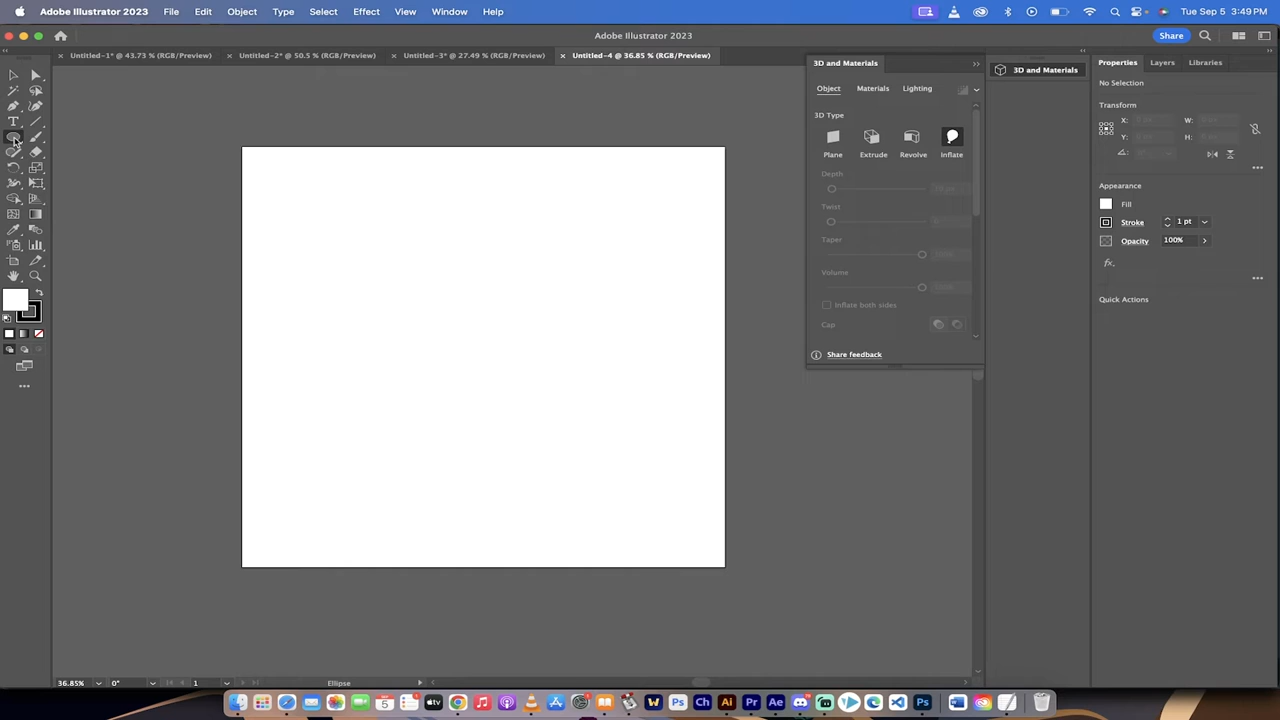 Adobe Illustrator 2023 File Edit Object Type Select Effect View Window Help Tue Sep 5 3:49 PM
Adobe Illustrator 2023
Share
Untitled-1* @ 43.73 % (RGB/Preview) Untitled-2* @ 50.5 % (RGB/Preview) Untitled-3* @ 27.49 % (RGB/Preview) Untitled-4 @ 36.85% (RGB/Preview)
3D and Materials
Object Materials Lighting
3D Type
Plane Extrude Revolve Inflate
Depth
Twist
Taper
Volume
Inflate both sides
Cap
Share feedback
3D and Materials
Properties Layers Libraries
No Selection
Transform
X: W:
Y: H:
Appearance
Fill
Stroke 1 pt
Opacity 100%
fx.
Quick Actions
36.85% 0° 1 Ellipse